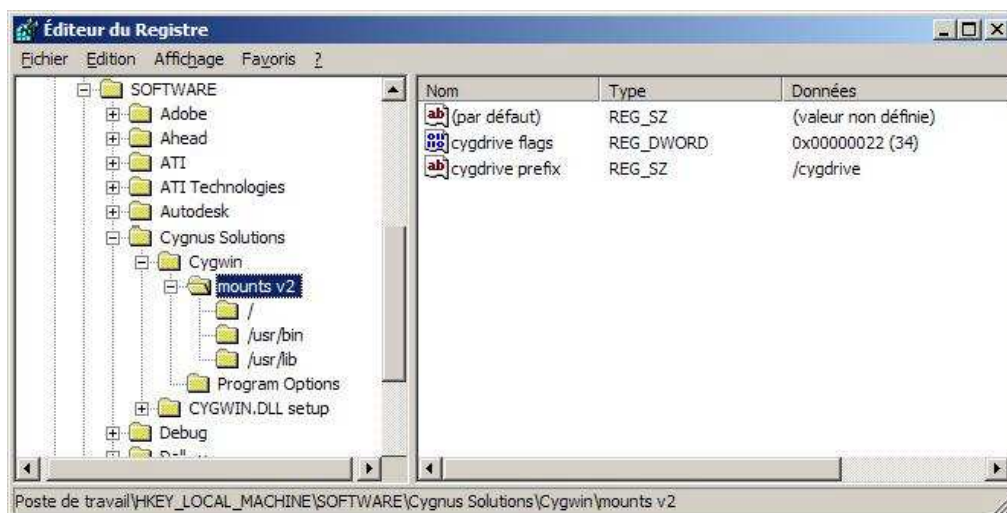 Éditeur du Registre
Fichier Edition Affichage Favoris ?
SOFTWARE
Adobe
Ahead
ATI
ATI Technologies
Autodesk
Cygnus Solutions
Cygwin
mounts v2
/
/usr/bin
/usr/lib
Program Options
CYGWIN.DLL setup
Debug
Nom Type Données
(par défaut) REG_SZ (valeur non définie)
cygdrive flags REG_DWORD 0x00000022 (34)
cygdrive prefix REG_SZ /cygdrive
Poste de travail\HKEY_LOCAL_MACHINE\SOFTWARE\Cygnus Solutions\Cygwin\mounts v2